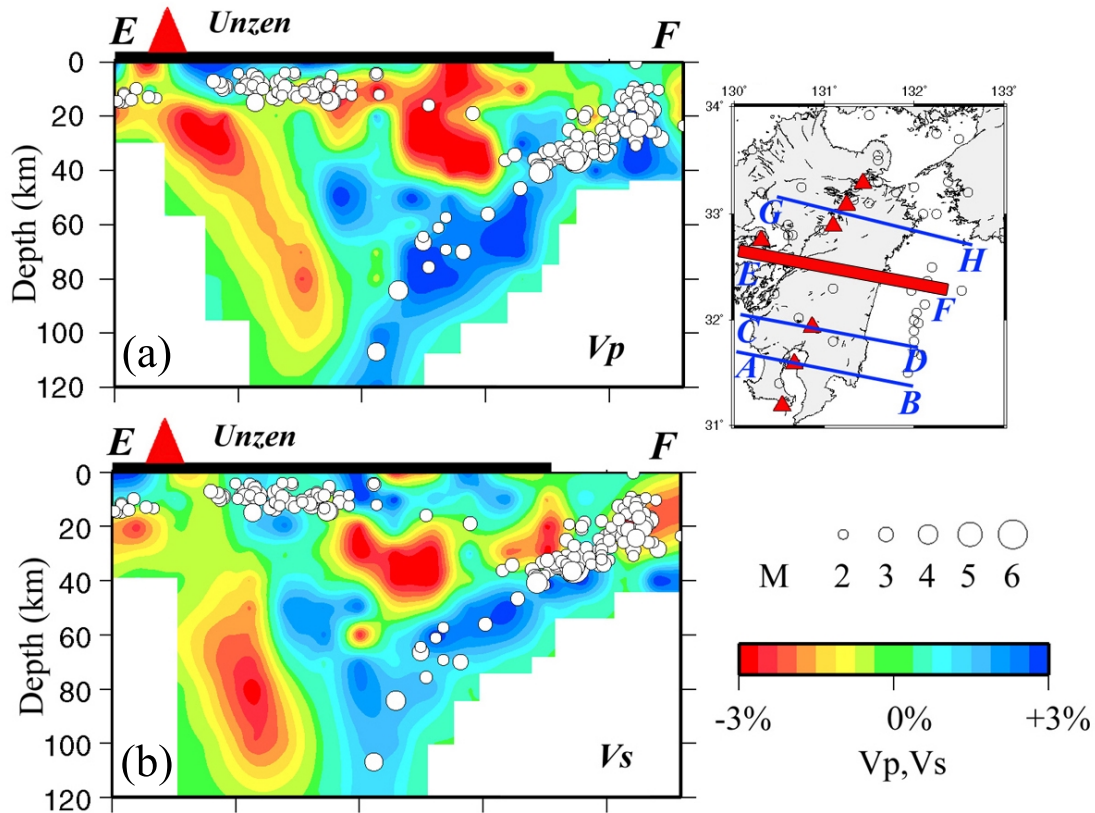 E Unzen F
0
20
40
60
80
100
120
Depth (km)
(a)
Vp
130° 131° 132° 133°
34°
33°
32°
31°
G
H
E
F
C
D
A
B
E Unzen F
0
20
40
60
80
100
120
Depth (km)
(b)
Vs
M 2 3 4 5 6
-3% 0% +3%
Vp,Vs